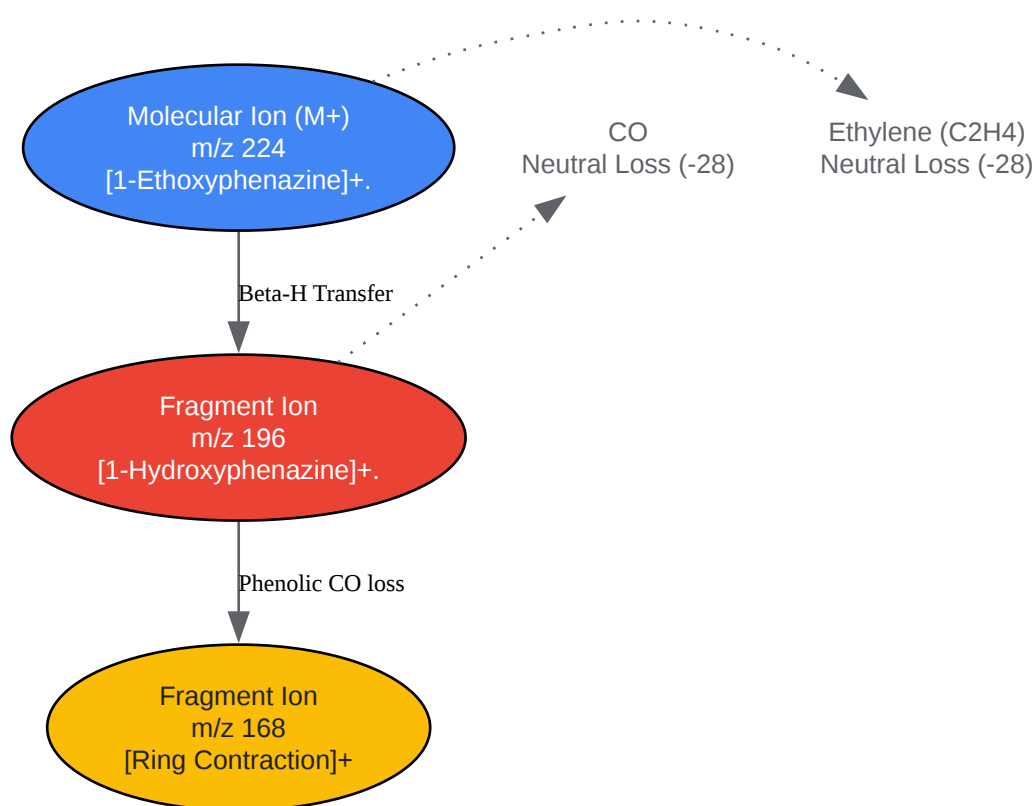 Molecular Ion (M+)
m/z 224
[1-Ethoxyphenazine]+.
CO
Neutral Loss (-28)
Ethylene (C2H4)
Neutral Loss (-28)
Beta-H Transfer
Fragment Ion
m/z 196
[1-Hydroxyphenazine]+.
Phenolic CO loss
Fragment Ion
m/z 168
[Ring Contraction]+